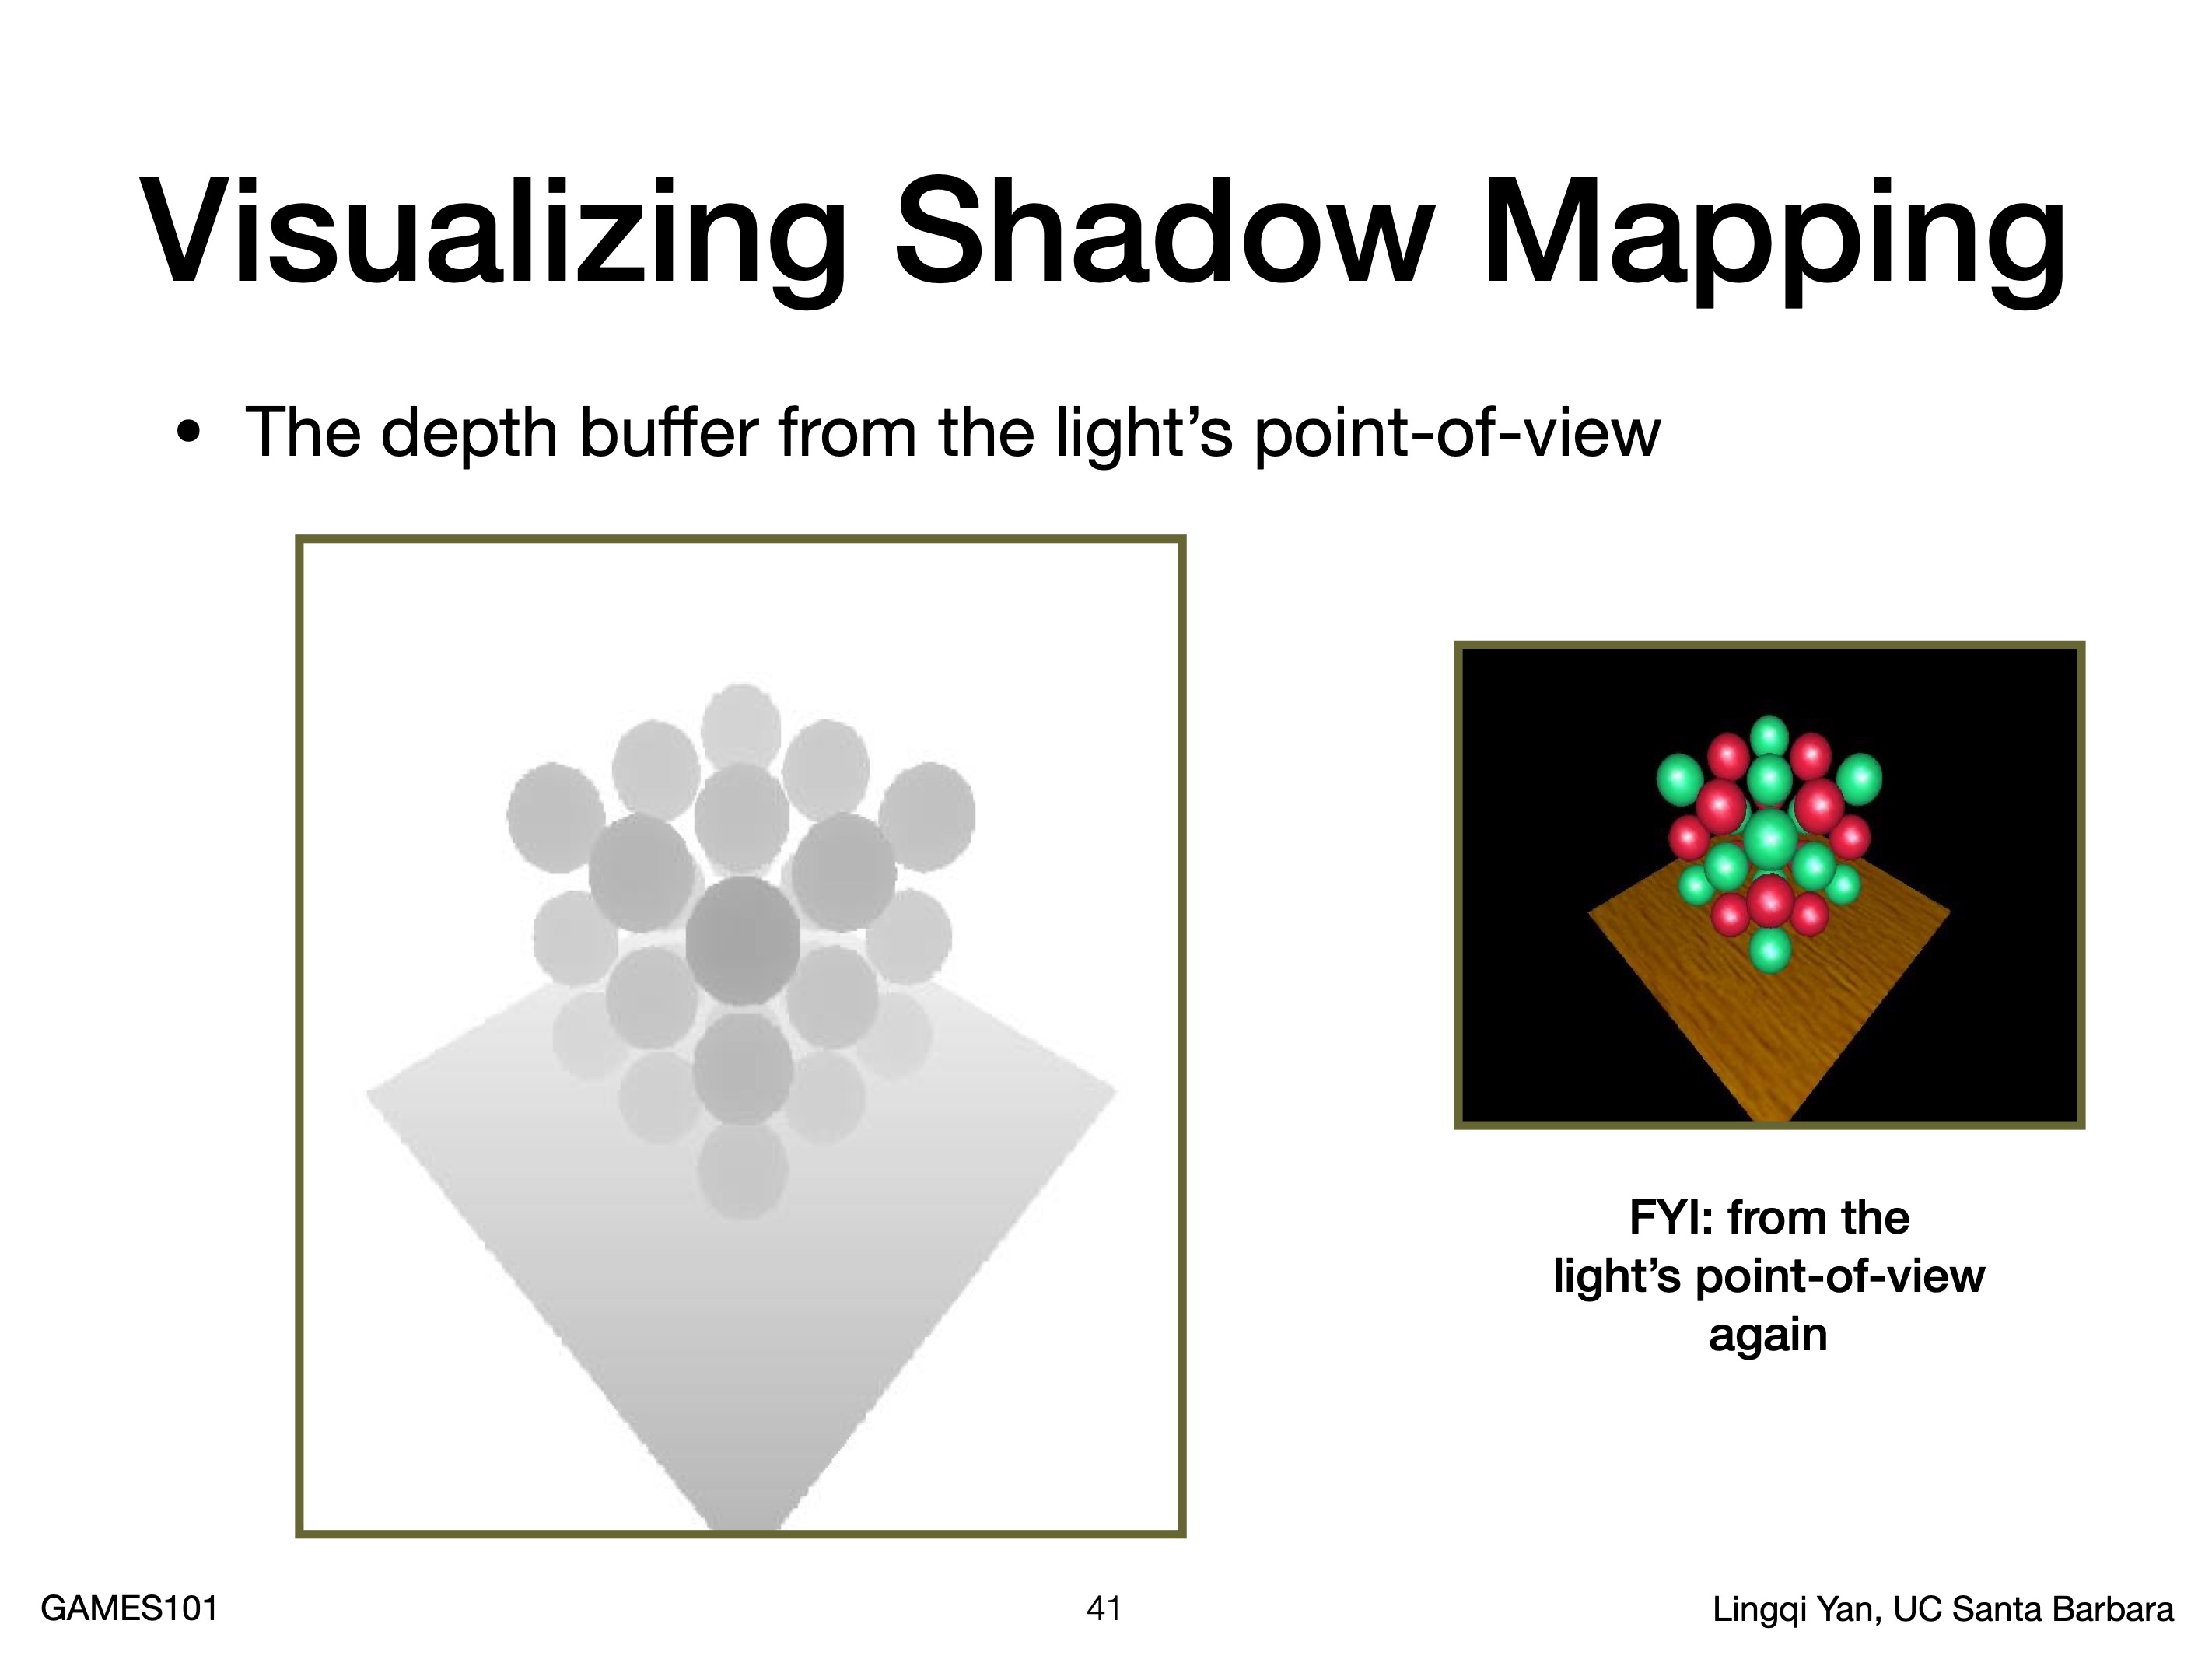 Visualizing Shadow Mapping
• The depth buffer from the light’s point-of-view
FYI: from the
light’s point-of-view
again
GAMES101
41
Lingqi Yan, UC Santa Barbara